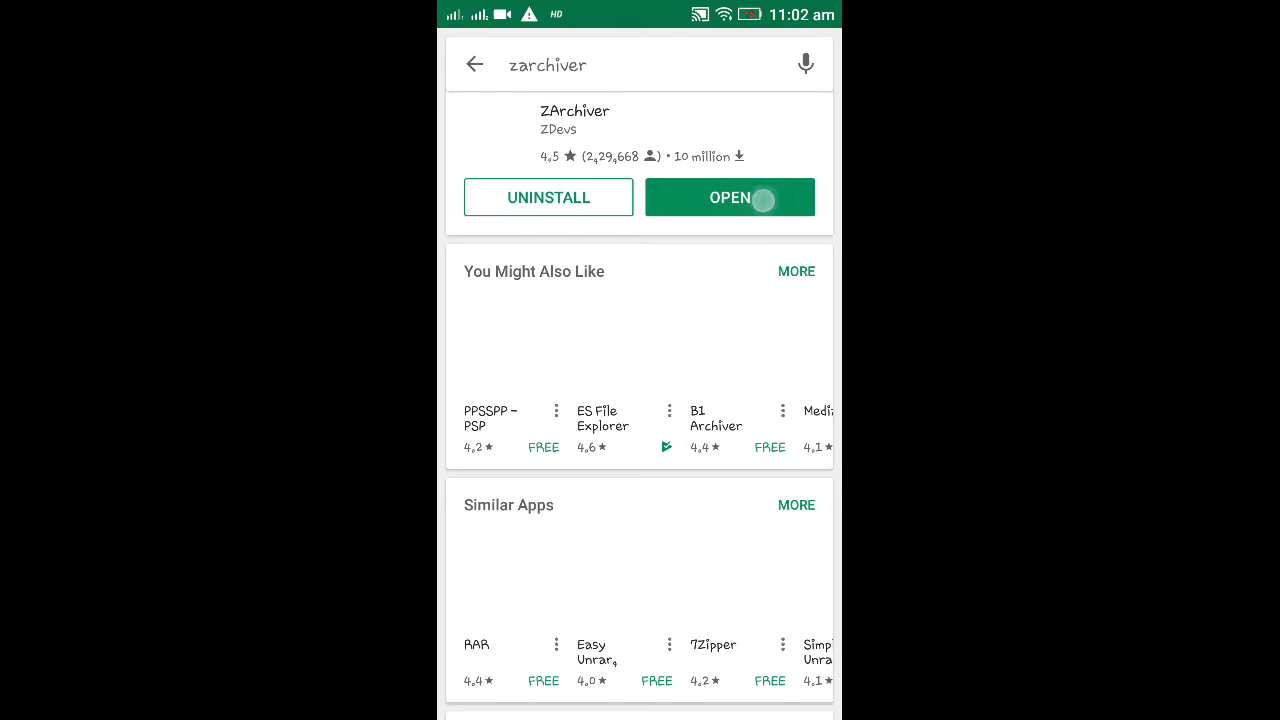 HD 11:02 am
zarchiver
ZArchiver
ZDevs
4.5 ★ (2,29,668 ) • 10 million
UNINSTALL OPEN
You Might Also Like MORE
PPSSPP – ES File B1
PSP Explorer Archiver
4.2★ FREE 4.6★ 4.4★ FREE 4.1★
Similar Apps MORE
RAR Easy 7Zipper
Unrar,
4.4★ FREE 4.0★ FREE 4.2★ FREE 4.1★